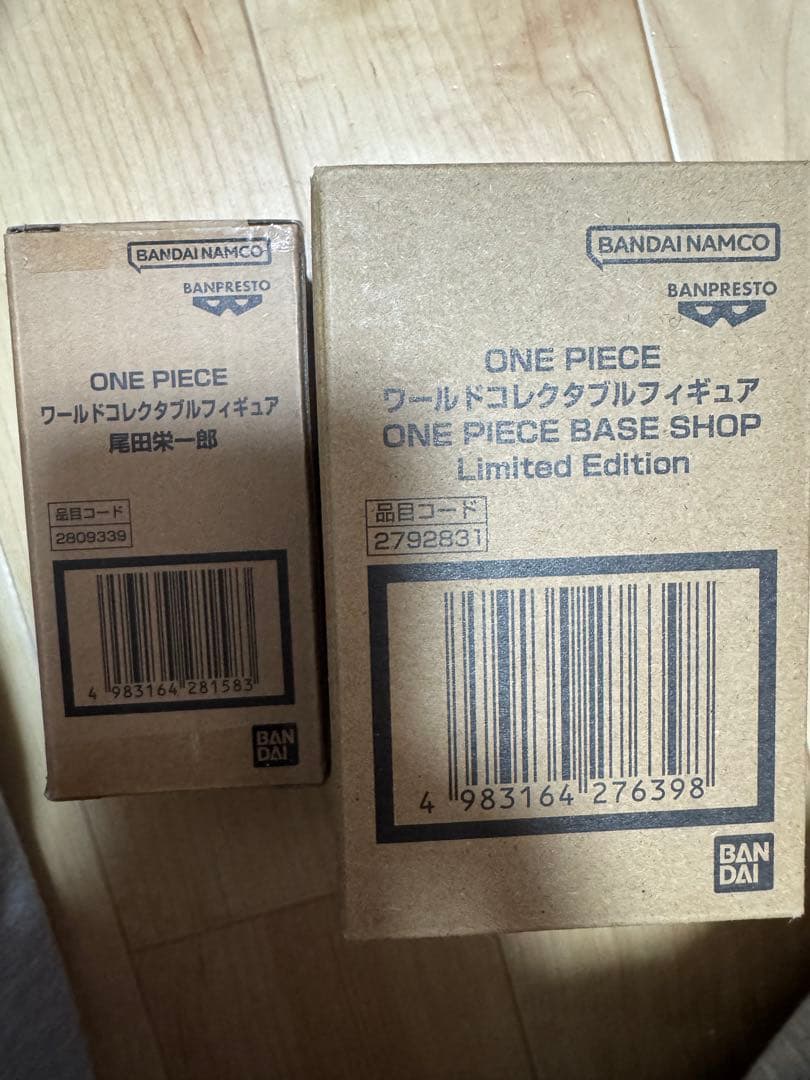 BANDAI NAMCO
BANPRESTO
ONE PIECE
ワールドコレクタブルフィギュア
尾田栄一郎
品目コード
2809339
4 983164 281583
BAN
DAI
BANDAI NAMCO
BANPRESTO
ONE PIECE
ワールドコレクタブルフィギュア
ONE PIECE BASE SHOP
Limited Edition
品目コード
2792831
4 983164 276398
BAN
DAI